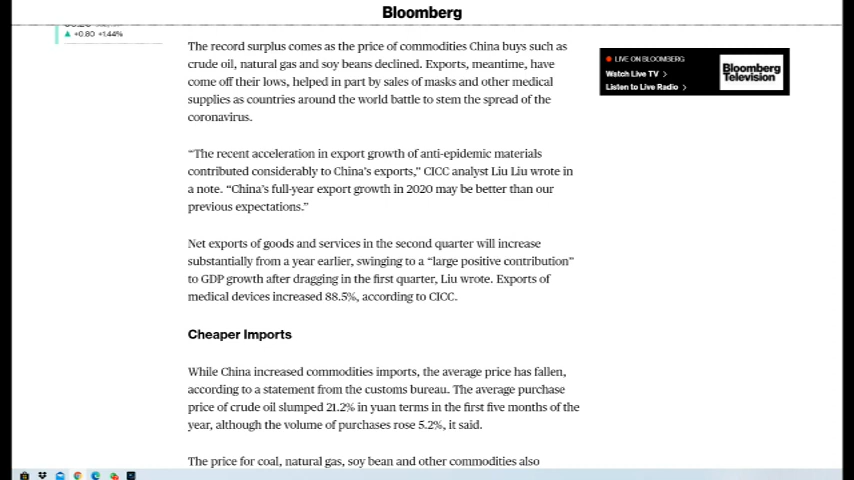 Bloomberg
+0.80 +1.44%
The record surplus comes as the price of commodities China buys such as
crude oil, natural gas and soy beans declined. Exports, meantime, have
come off their lows, helped in part by sales of masks and other medical
supplies as countries around the world battle to stem the spread of the
coronavirus.
“The recent acceleration in export growth of anti-epidemic materials
contributed considerably to China’s exports,” CICC analyst Liu Liu wrote in
a note. “China’s full-year export growth in 2020 may be better than our
previous expectations.”
Net exports of goods and services in the second quarter will increase
substantially from a year earlier, swinging to a “large positive contribution”
to GDP growth after dragging in the first quarter, Liu wrote. Exports of
medical devices increased 88.5%, according to CICC.
Cheaper Imports
While China increased commodities imports, the average price has fallen,
according to a statement from the customs bureau. The average purchase
price of crude oil slumped 21.2% in yuan terms in the first five months of the
year, although the volume of purchases rose 5.2%, it said.
The price for coal, natural gas, soy bean and other commodities also
LIVE ON BLOOMBERG
Watch Live TV >
Listen to Live Radio >
Bloomberg
Television